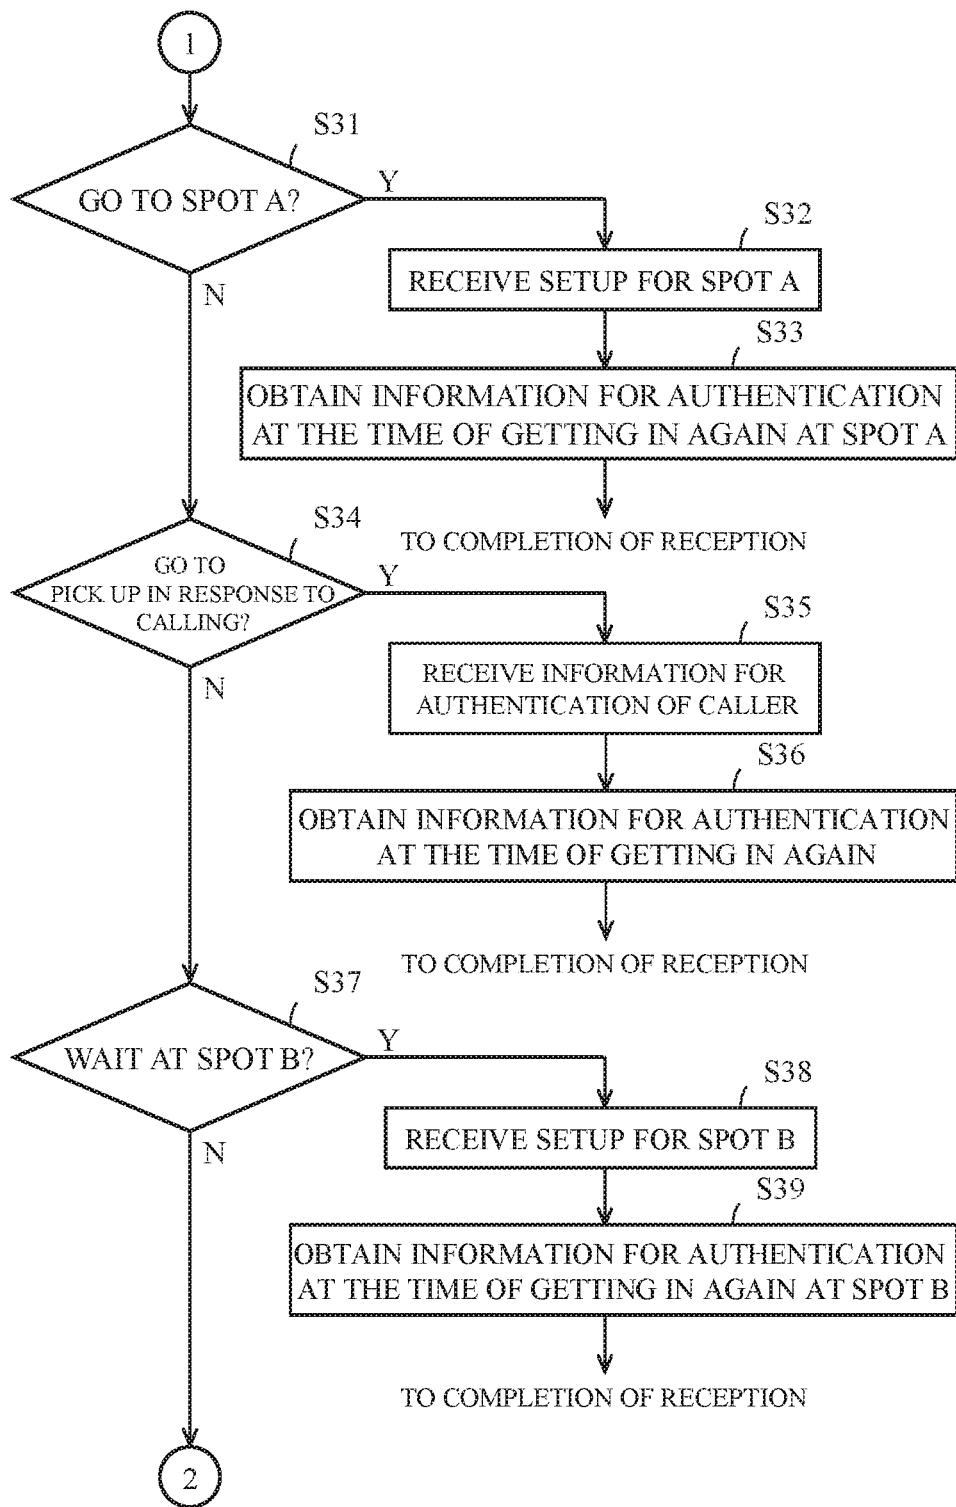 1
S31
GO TO SPOT A?
Y
N
S32
RECEIVE SETUP FOR SPOT A
S33
OBTAIN INFORMATION FOR AUTHENTICATION
AT THE TIME OF GETTING IN AGAIN AT SPOT A
TO COMPLETION OF RECEPTION
S34
GO TO
PICK UP IN RESPONSE TO
CALLING?
Y
N
S35
RECEIVE INFORMATION FOR
AUTHENTICATION OF CALLER
S36
OBTAIN INFORMATION FOR AUTHENTICATION
AT THE TIME OF GETTING IN AGAIN
TO COMPLETION OF RECEPTION
S37
WAIT AT SPOT B?
Y
N
S38
RECEIVE SETUP FOR SPOT B
S39
OBTAIN INFORMATION FOR AUTHENTICATION
AT THE TIME OF GETTING IN AGAIN AT SPOT B
TO COMPLETION OF RECEPTION
2